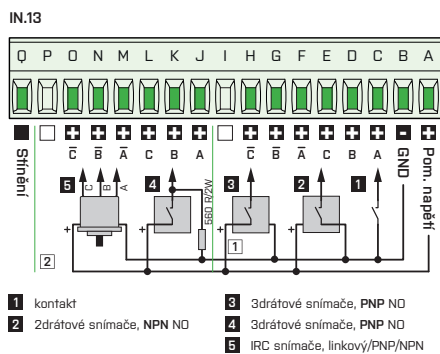 IN.13
Q P O N M L K J I H G F E D C B A
C̅ B̅ A̅ C B A C̅ B̅ A̅ C B A GND Pom. napětí
Stínění
5 C B A 4 560 R/2W 3 2 1
+ + + +
2 1
1 kontakt
2 2drátové snímače, NPN NO
3 3drátové snímače, PNP NO
4 3drátové snímače, PNP NO
5 IRC snímače, linkový/PNP/NPN